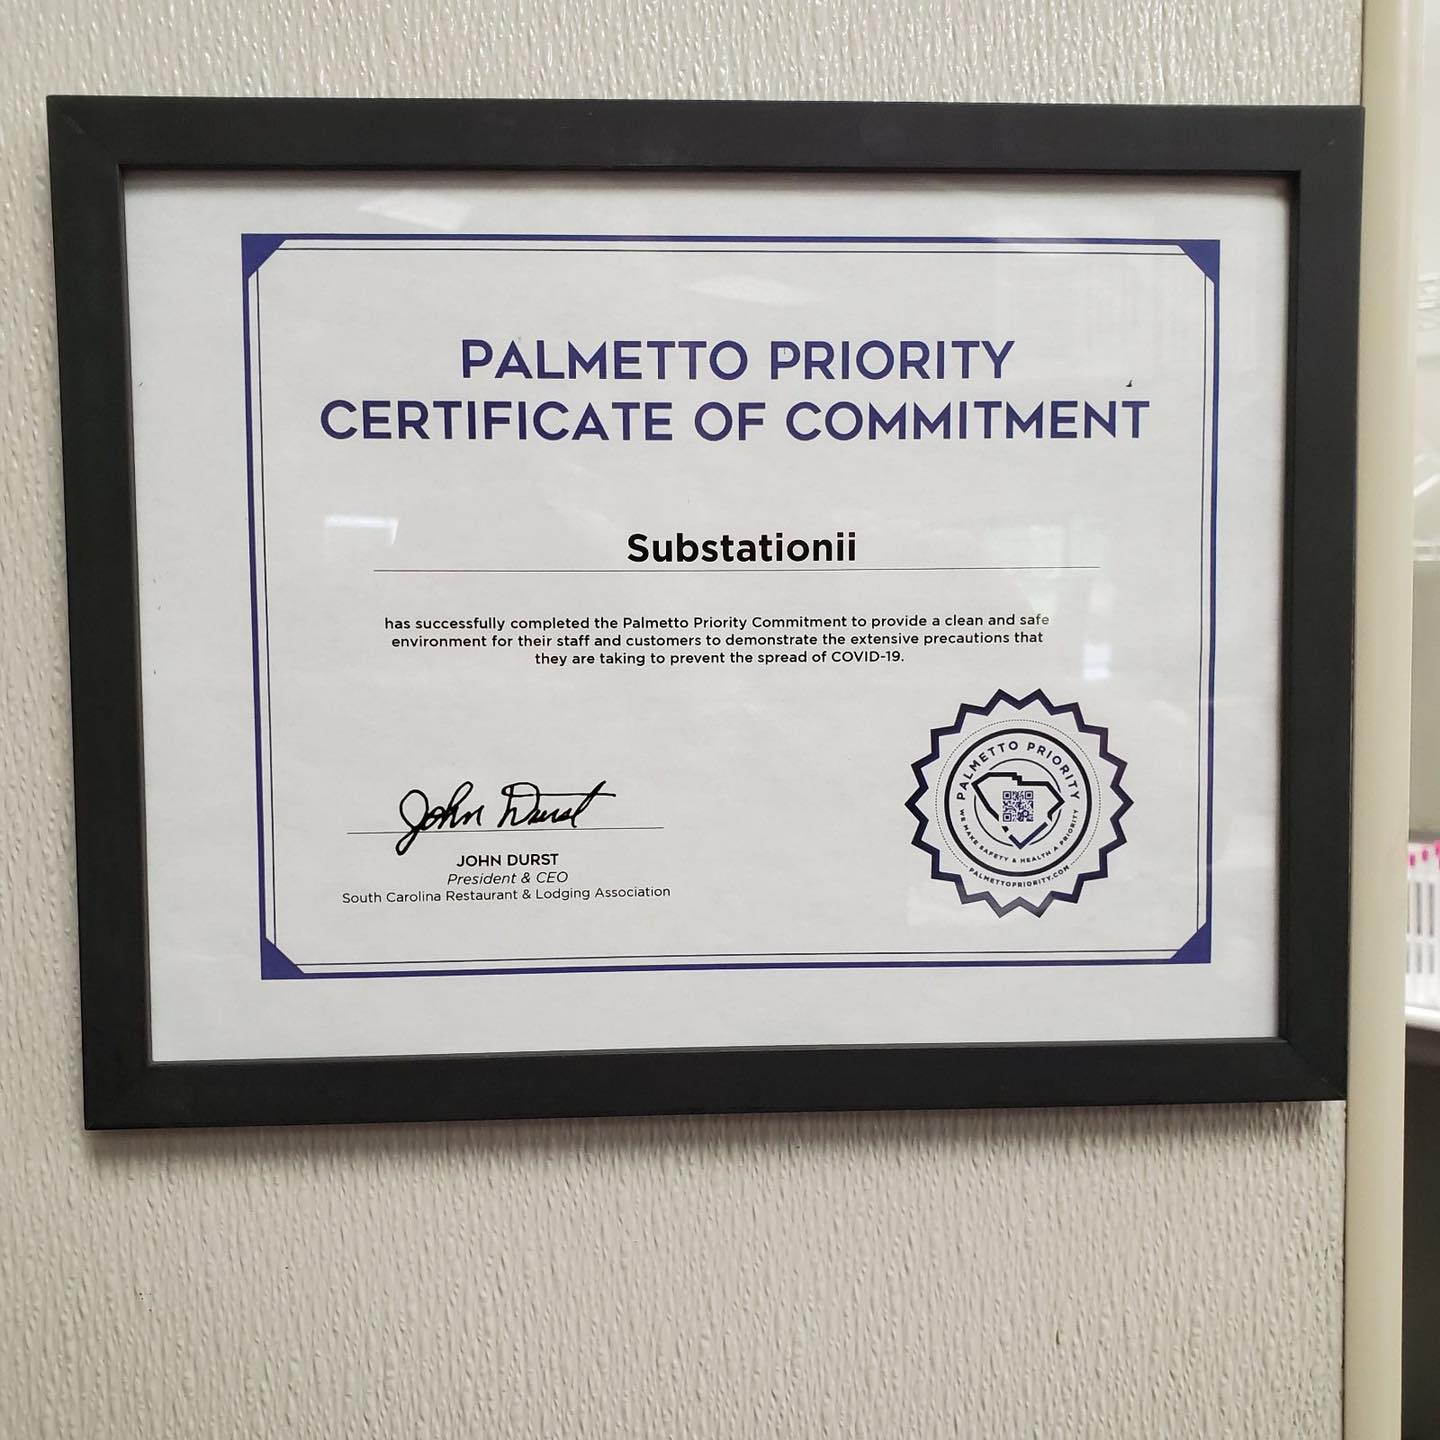 PALMETTO PRIORITY
CERTIFICATE OF COMMITMENT
Substationii
has successfully completed the Palmetto Priority Commitment to provide a clean and safe
environment for their staff and customers to demonstrate the extensive precautions that
they are taking to prevent the spread of COVID-19.
John Durst
JOHN DURST
President & CEO
South Carolina Restaurant & Lodging Association
PALMETTO PRIORITY
WE MAKE SAFETY & HEALTH A PRIORITY
PALMETTOPRIORITY.COM